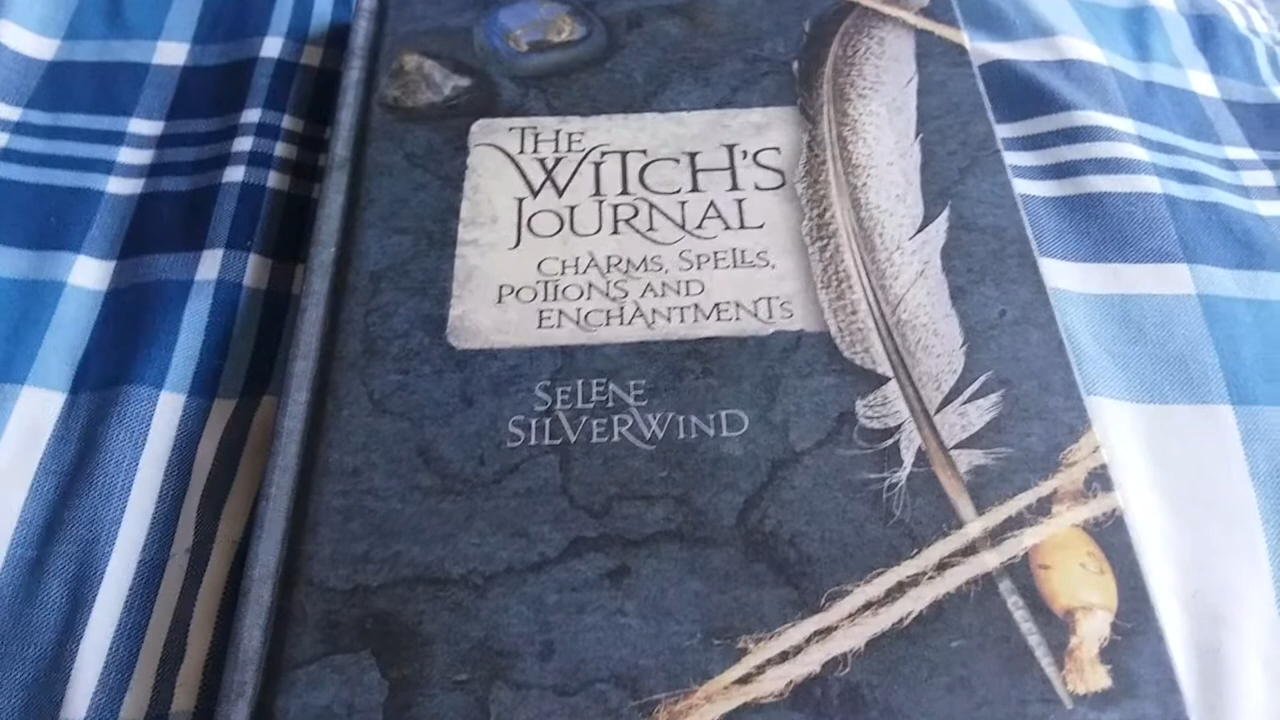 THE
WITCH'S
JOURNAL
CHARMS, SPELLS,
POTIONS AND
ENCHANTMENTS
SELENE
SILVERWIND